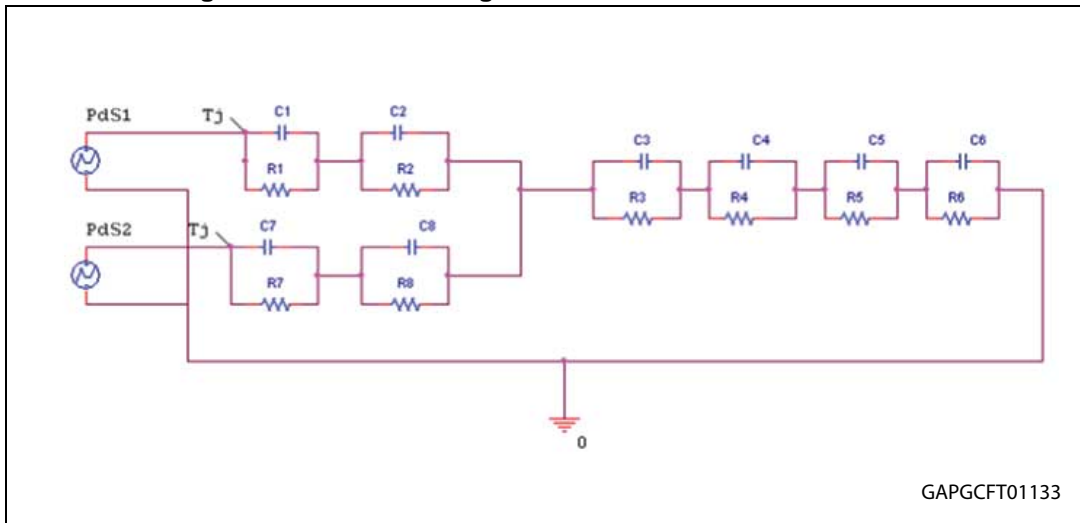 PdS1
Tj
C1
C2
R1
R2
C3
C4
C5
C6
R3
R4
R5
R6
PdS2
Tj
C7
C8
R7
R8
0
GAPGCFT01133